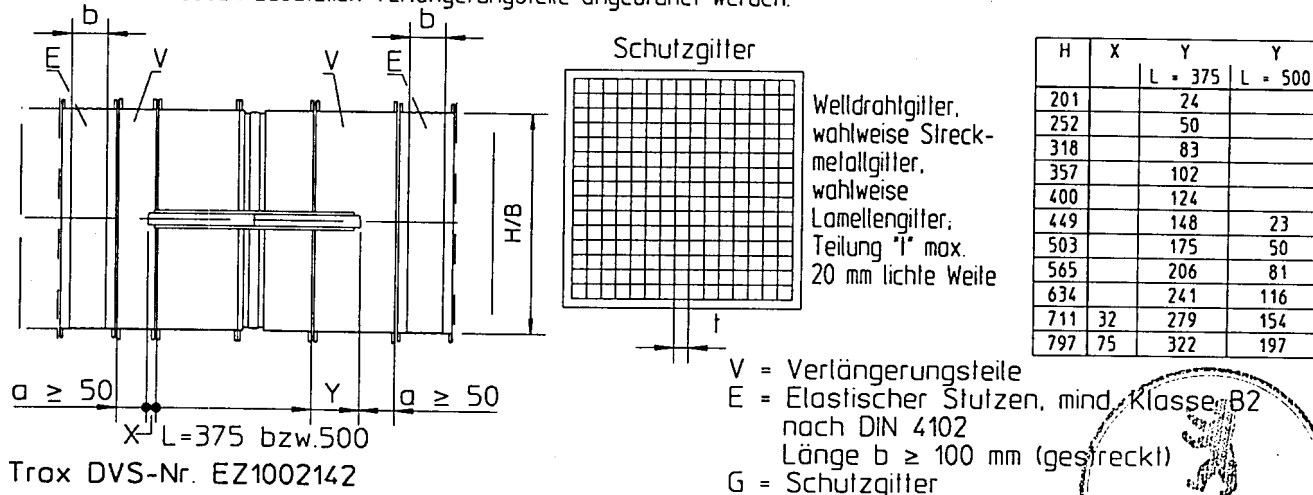 Verlängerungsteile angeordnet werden.
b
b
E
V
V
E
H/B
a ≥ 50
Y
a ≥ 50
X
L=375 bzw.500
Trox DVS-Nr. EZ1002142
Schutzgitter
Welldrahtgitter,
wahlweise Streck-
metallgitter,
wahlweise
Lamellengitter;
Teilung "t" max.
20 mm lichte Weite
t
H X Y Y
L = 375 L = 500
201 24
252 50
318 83
357 102
400 124
449 148 23
503 175 50
565 206 81
634 241 116
711 32 279 154
797 75 322 197
V = Verlängerungsteile
E = Elastischer Stutzen, mind. Klasse B2
nach DIN 4102
Länge b ≥ 100 mm (gestreckt)
G = Schutzgitter